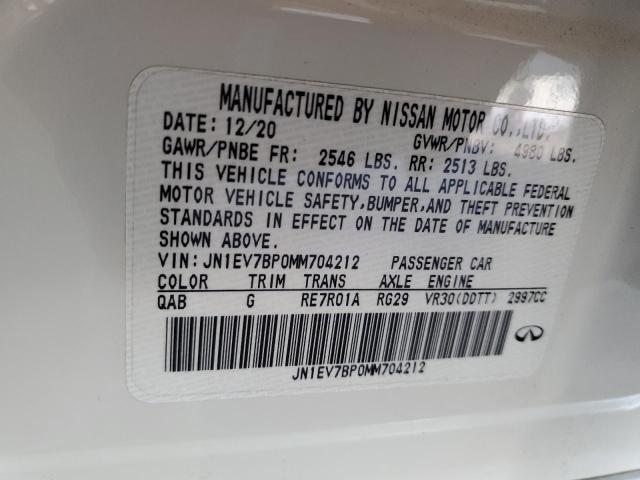 MANUFACTURED BY NISSAN MOTOR CO.,LTD.
DATE: 12/20 GVWR/PNBV: 4980 LBS.
GAWR/PNBE FR: 2546 LBS. RR: 2513 LBS.
THIS VEHICLE CONFORMS TO ALL APPLICABLE FEDERAL
MOTOR VEHICLE SAFETY,BUMPER,AND THEFT PREVENTION
STANDARDS IN EFFECT ON THE DATE OF MANUFACTURE
SHOWN ABOVE.
VIN: JN1EV7BP0MM704212 PASSENGER CAR
COLOR TRIM TRANS AXLE ENGINE
QAB G RE7R01A RG29 VR30(DDTT) 2997CC
JN1EV7BP0MM704212